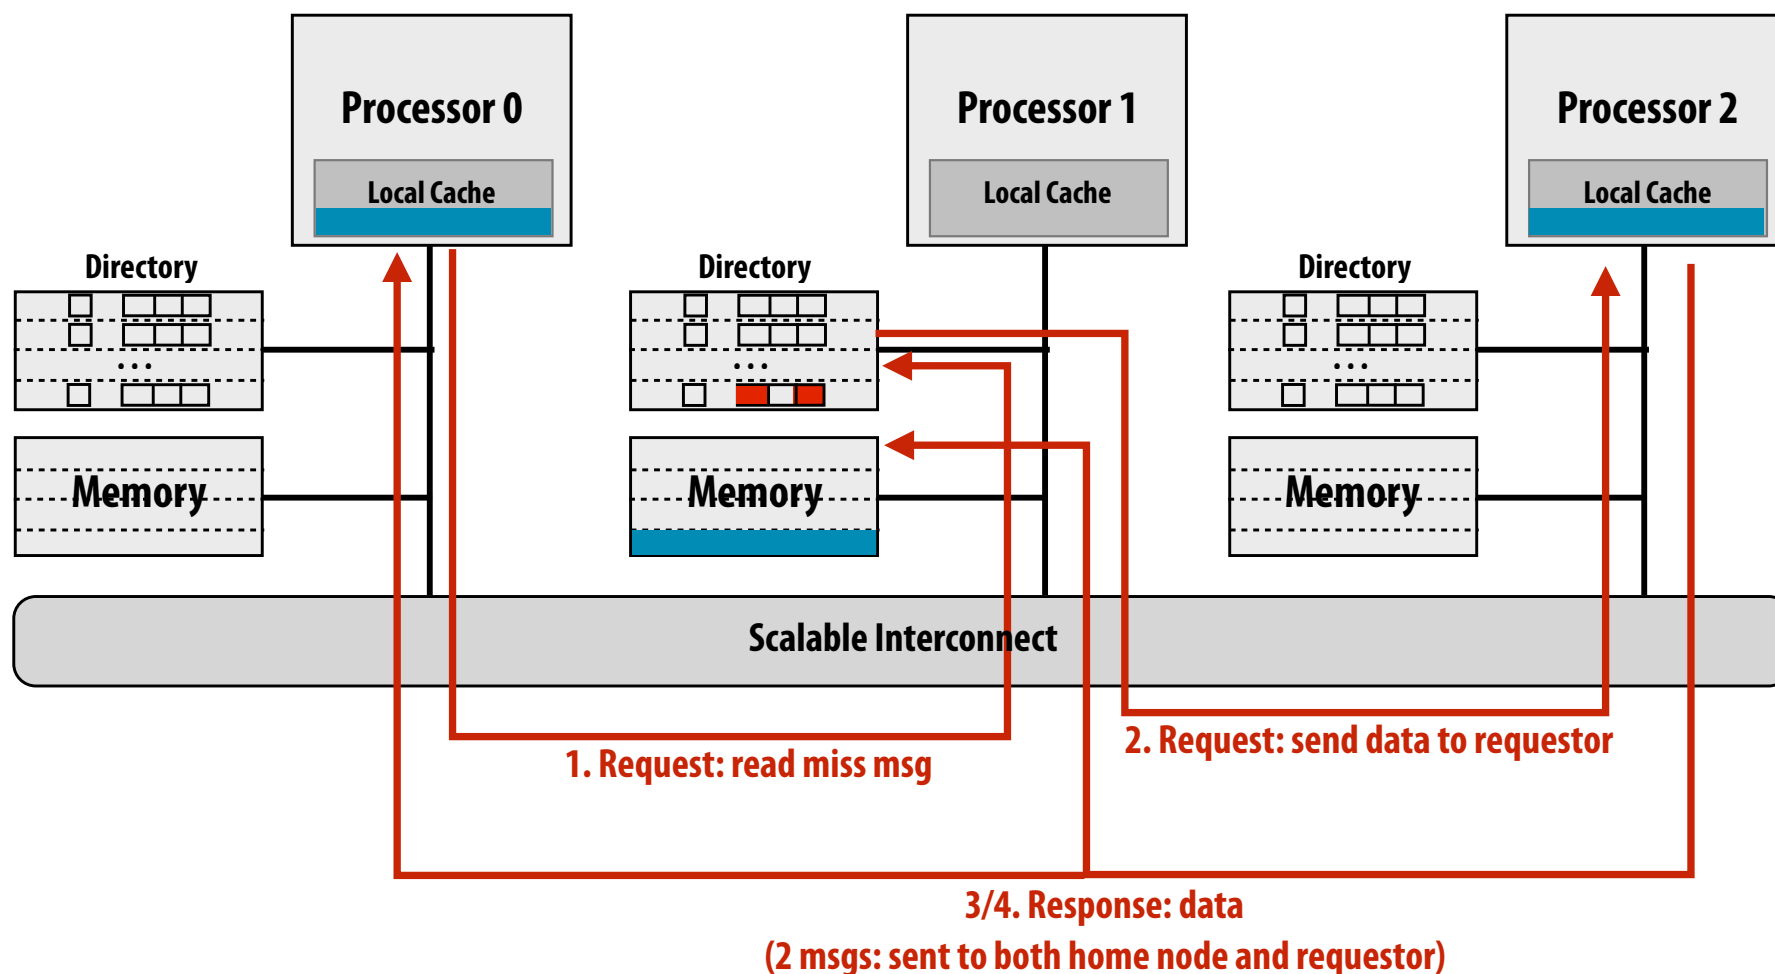 Processor 0
Local Cache
Processor 1
Local Cache
Processor 2
Local Cache
Directory
Directory
Directory
...
...
...
Memory
Memory
Memory
Scalable Interconnect
1. Request: read miss msg
2. Request: send data to requestor
3/4. Response: data
(2 msgs: sent to both home node and requestor)